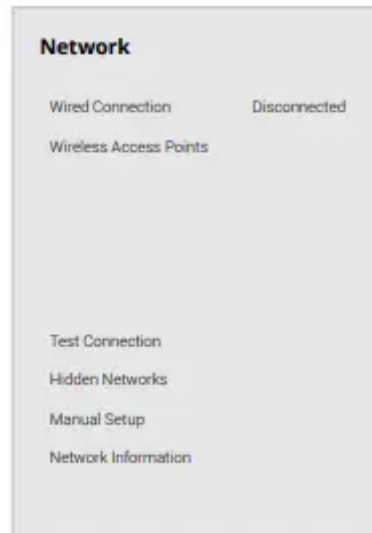 Network
Wired Connection Disconnected
Wireless Access Points
Test Connection
Hidden Networks
Manual Setup
Network Information